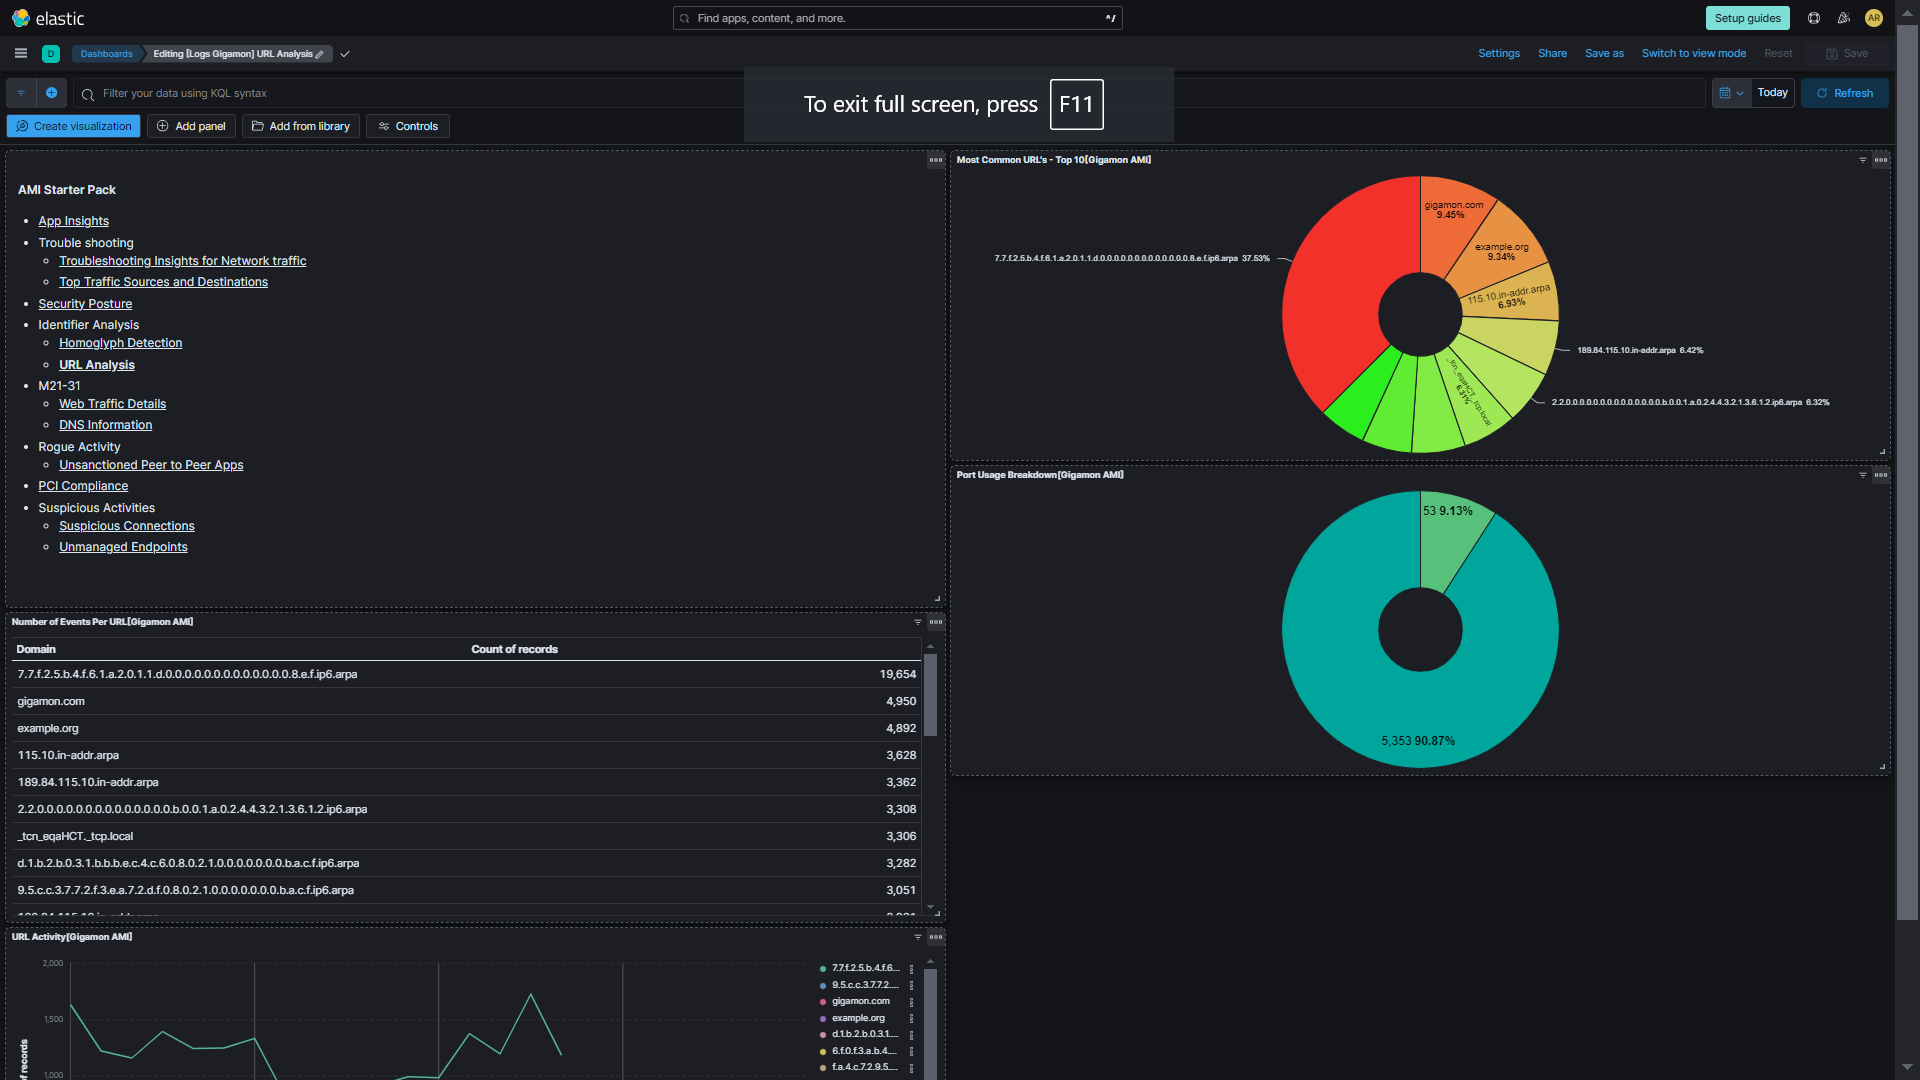 elastic
Find apps, content, and more.
^/
Setup guides
AR
D
Dashboards
Editing [Logs Gigamon] URL Analysis
Settings
Share
Save as
Switch to view mode
Reset
Save
Filter your data using KQL syntax
To exit full screen, press F11
Today
Refresh
Create visualization
Add panel
Add from library
Controls
AMI Starter Pack
App Insights
Trouble shooting
Troubleshooting Insights for Network traffic
Top Traffic Sources and Destinations
Security Posture
Identifier Analysis
Homoglyph Detection
URL Analysis
M21-31
Web Traffic Details
DNS Information
Rogue Activity
Unsanctioned Peer to Peer Apps
PCI Compliance
Suspicious Activities
Suspicious Connections
Unmanaged Endpoints
Most Common URL's - Top 10[Gigamon AMI]
gigamon.com
9.45%
example.org
9.34%
115.10.in-addr.arpa
6.93%
7.7.f.2.5.b.4.f.6.1.a.2.0.1.1.d.0.0.0.0.0.0.0.0.0.0.0.0.0.8.e.f.ip6.arpa 37.53%
189.84.115.10.in-addr.arpa 6.42%
2.2.0.0.0.0.0.0.0.0.0.0.0.0.0.b.0.0.1.a.0.2.4.4.3.2.1.3.6.1.2.ip6.arpa 6.32%
_tcn_eqaHCT._tcp.local
6.31%
Port Usage Breakdown[Gigamon AMI]
53 9.13%
5,353 90.87%
Number of Events Per URL[Gigamon AMI]
Domain Count of records
7.7.f.2.5.b.4.f.6.1.a.2.0.1.1.d.0.0.0.0.0.0.0.0.0.0.0.0.0.8.e.f.ip6.arpa 19,654
gigamon.com 4,950
example.org 4,892
115.10.in-addr.arpa 3,628
189.84.115.10.in-addr.arpa 3,362
2.2.0.0.0.0.0.0.0.0.0.0.0.0.0.b.0.0.1.a.0.2.4.4.3.2.1.3.6.1.2.ip6.arpa 3,308
_tcn_eqaHCT._tcp.local 3,306
d.1.b.2.b.0.3.1.b.b.b.e.c.4.c.6.0.8.0.2.1.0.0.0.0.0.0.0.b.a.c.f.ip6.arpa 3,282
9.5.c.c.3.7.7.2.f.3.e.a.7.2.d.f.0.8.0.2.1.0.0.0.0.0.0.0.b.a.c.f.ip6.arpa 3,051
URL Activity[Gigamon AMI]
2,000
1,500
1,000
of records
7.7.f.2.5.b.4.f.6...
9.5.c.c.3.7.7.2....
gigamon.com
example.org
d.1.b.2.b.0.3.1....
6.f.0.f.3.a.b.4....
f.a.4.c.7.2.9.5....